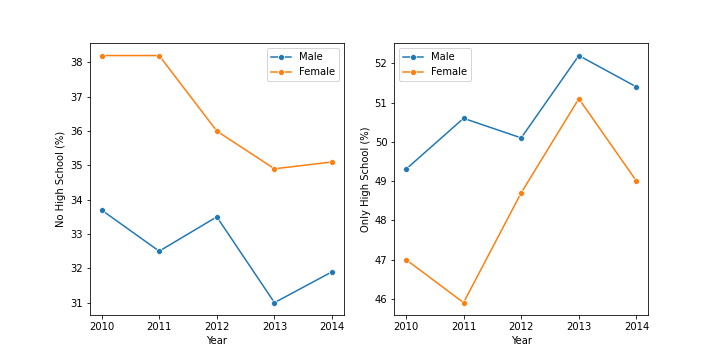 No High School (%)
38
37
36
35
34
33
32
31
2010 2011 2012 2013 2014
Year
Male
Female
Only High School (%)
52
51
50
49
48
47
46
2010 2011 2012 2013 2014
Year
Male
Female